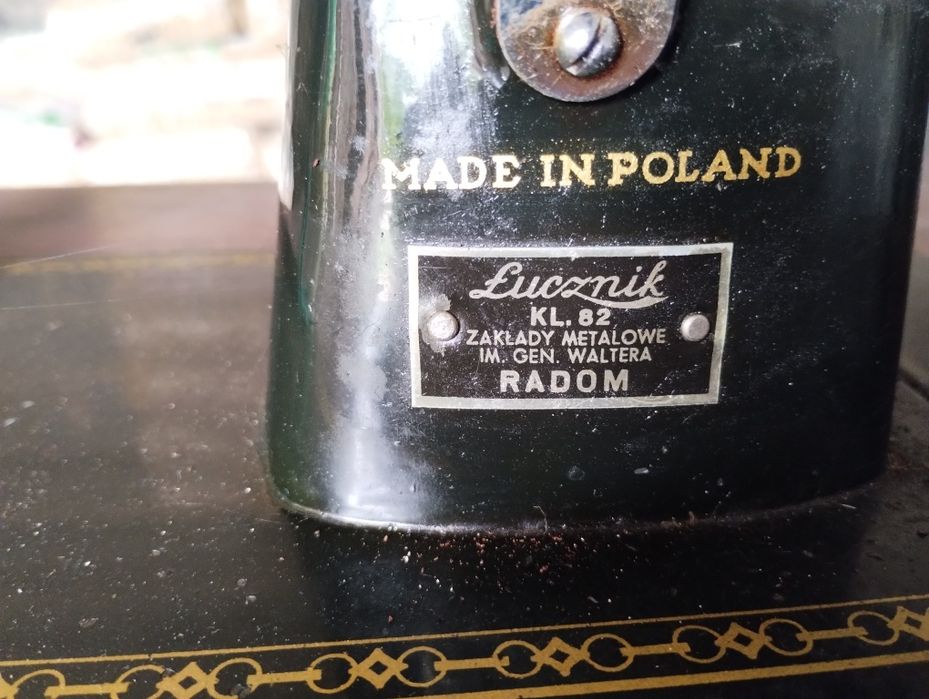 MADE IN POLAND
Łucznik
KL. 82
ZAKŁADY METALOWE
IM. GEN. WALTERA
RADOM